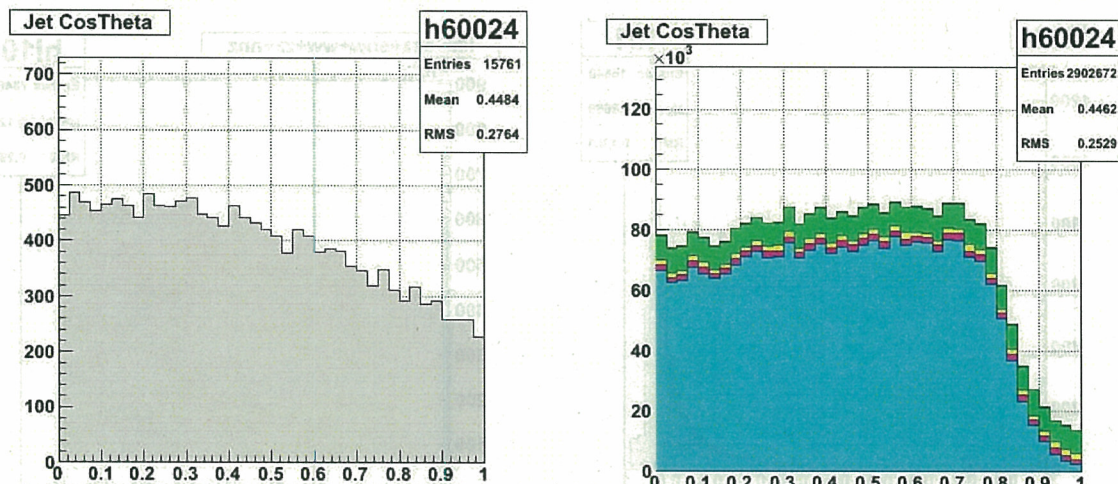 Jet CosTheta
h60024
Entries 15761
Mean 0.4484
RMS 0.2764
700
600
500
400
300
200
100
0
0 0.1 0.2 0.3 0.4 0.5 0.6 0.7 0.8 0.9 1
Jet CosTheta
×10³
h60024
Entries 2902672
Mean 0.4462
RMS 0.2529
120
100
80
60
40
20
0
0 0.1 0.2 0.3 0.4 0.5 0.6 0.7 0.8 0.9 1